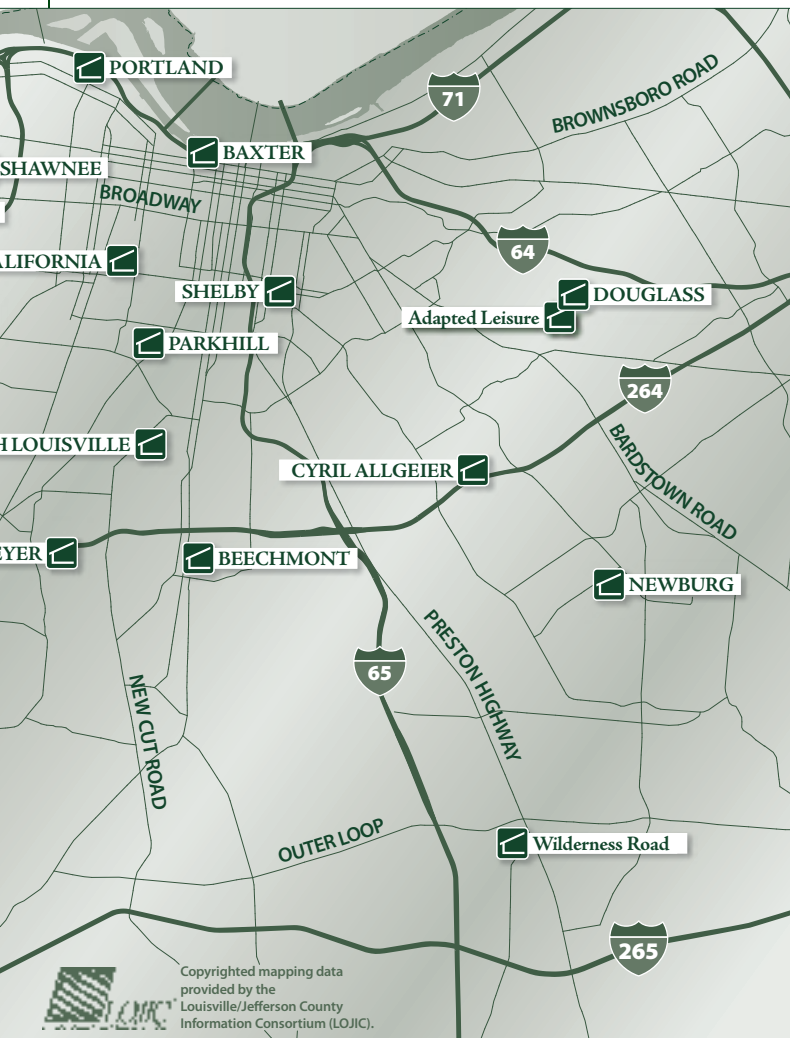 PORTLAND
71
BROWNSBORO ROAD
BAXTER
SHAWNEE
BROADWAY
64
ALIFORNIA
SHELBY
DOUGLASS
Adapted Leisure
PARKHILL
264
H LOUISVILLE
BARDSTOWN ROAD
CYRIL ALLGEIER
EYER
BEECHMONT
NEWBURG
PRESTON HIGHWAY
65
NEW CUT ROAD
OUTER LOOP
Wilderness Road
265
LOJIC
Copyrighted mapping data
provided by the
Louisville/Jefferson County
Information Consortium (LOJIC).